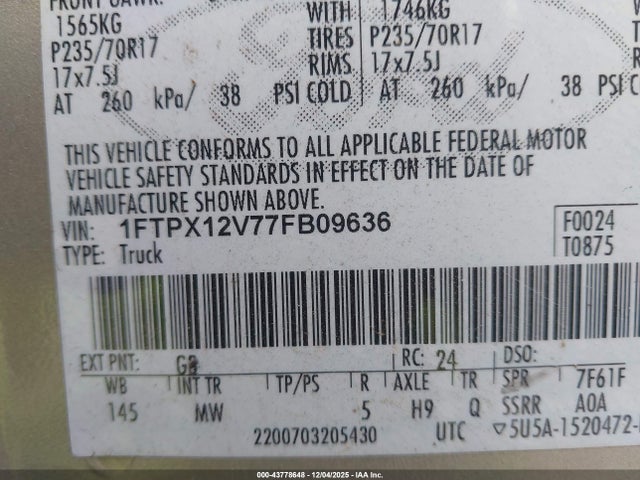 1565KG WITH 1746KG
P235/70R17 TIRES P235/70R17
17x7.5J RIMS 17x7.5J
AT 260 kPa/ 38 PSI COLD AT 260 kPa/ 38 PSI
THIS VEHICLE CONFORMS TO ALL APPLICABLE FEDERAL MOTOR
VEHICLE SAFETY STANDARDS IN EFFECT ON THE DATE OF
MANUFACTURE SHOWN ABOVE.
VIN: 1FTPX12V77FB09636 F0024
TYPE: Truck T0875
EXT PNT: RC: 24 DSO:
WB INT TR TP/PS R AXLE TR SPR 7F61F
145 MW 5 H9 Q SSRR A0A
2200703205430 UTC ▽5U5A-1520472-
000-43778648 - 12/04/2025 - IAA Inc.